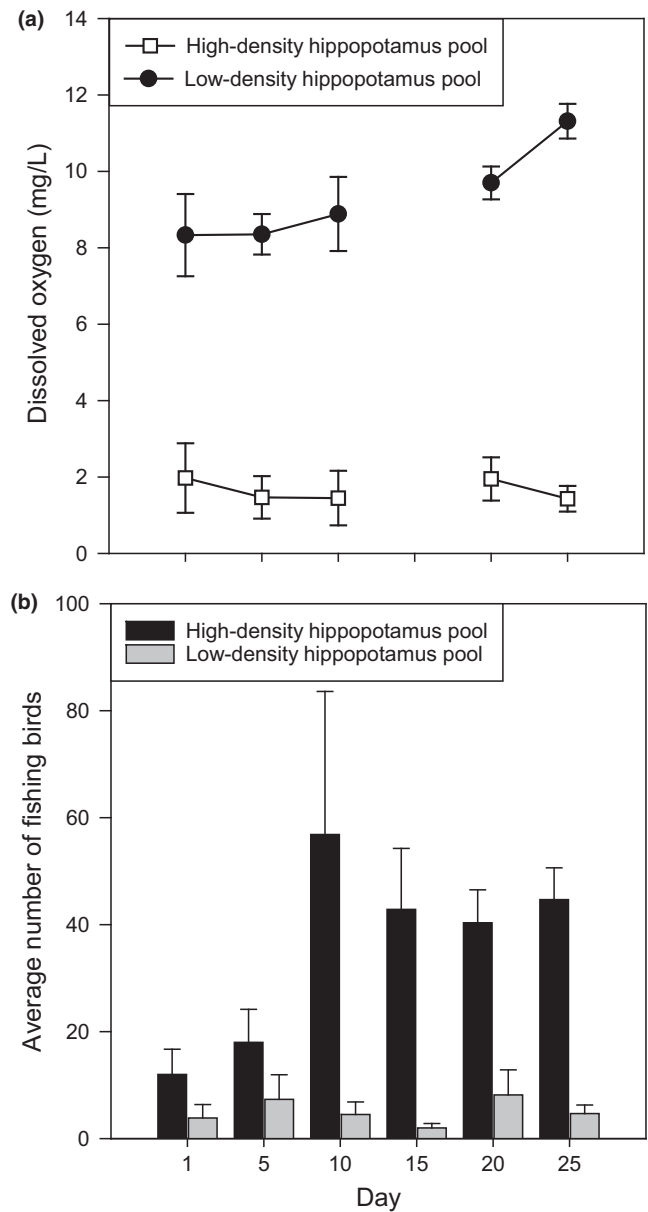 (a)
14
High-density hippopotamus pool
Low-density hippopotamus pool
12
10
8
6
4
2
0
Dissolved oxygen (mg/L)
(b)
100
High-density hippopotamus pool
Low-density hippopotamus pool
80
60
40
20
0
Average number of fishing birds
1 5 10 15 20 25
Day